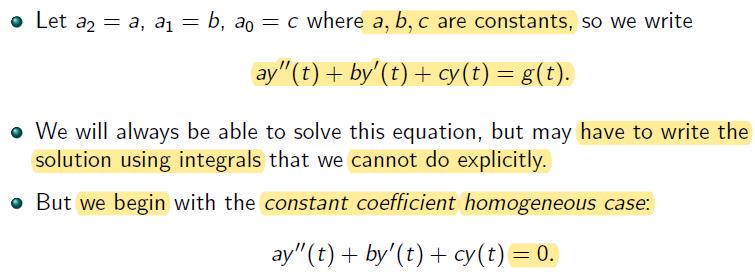 Let a₂ = a, a₁ = b, a₀ = c where a, b, c are constants, so we write
ay′′(t) + by′(t) + cy(t) = g(t).
We will always be able to solve this equation, but may have to write the
solution using integrals that we cannot do explicitly.
But we begin with the constant coefficient homogeneous case:
ay′′(t) + by′(t) + cy(t) = 0.